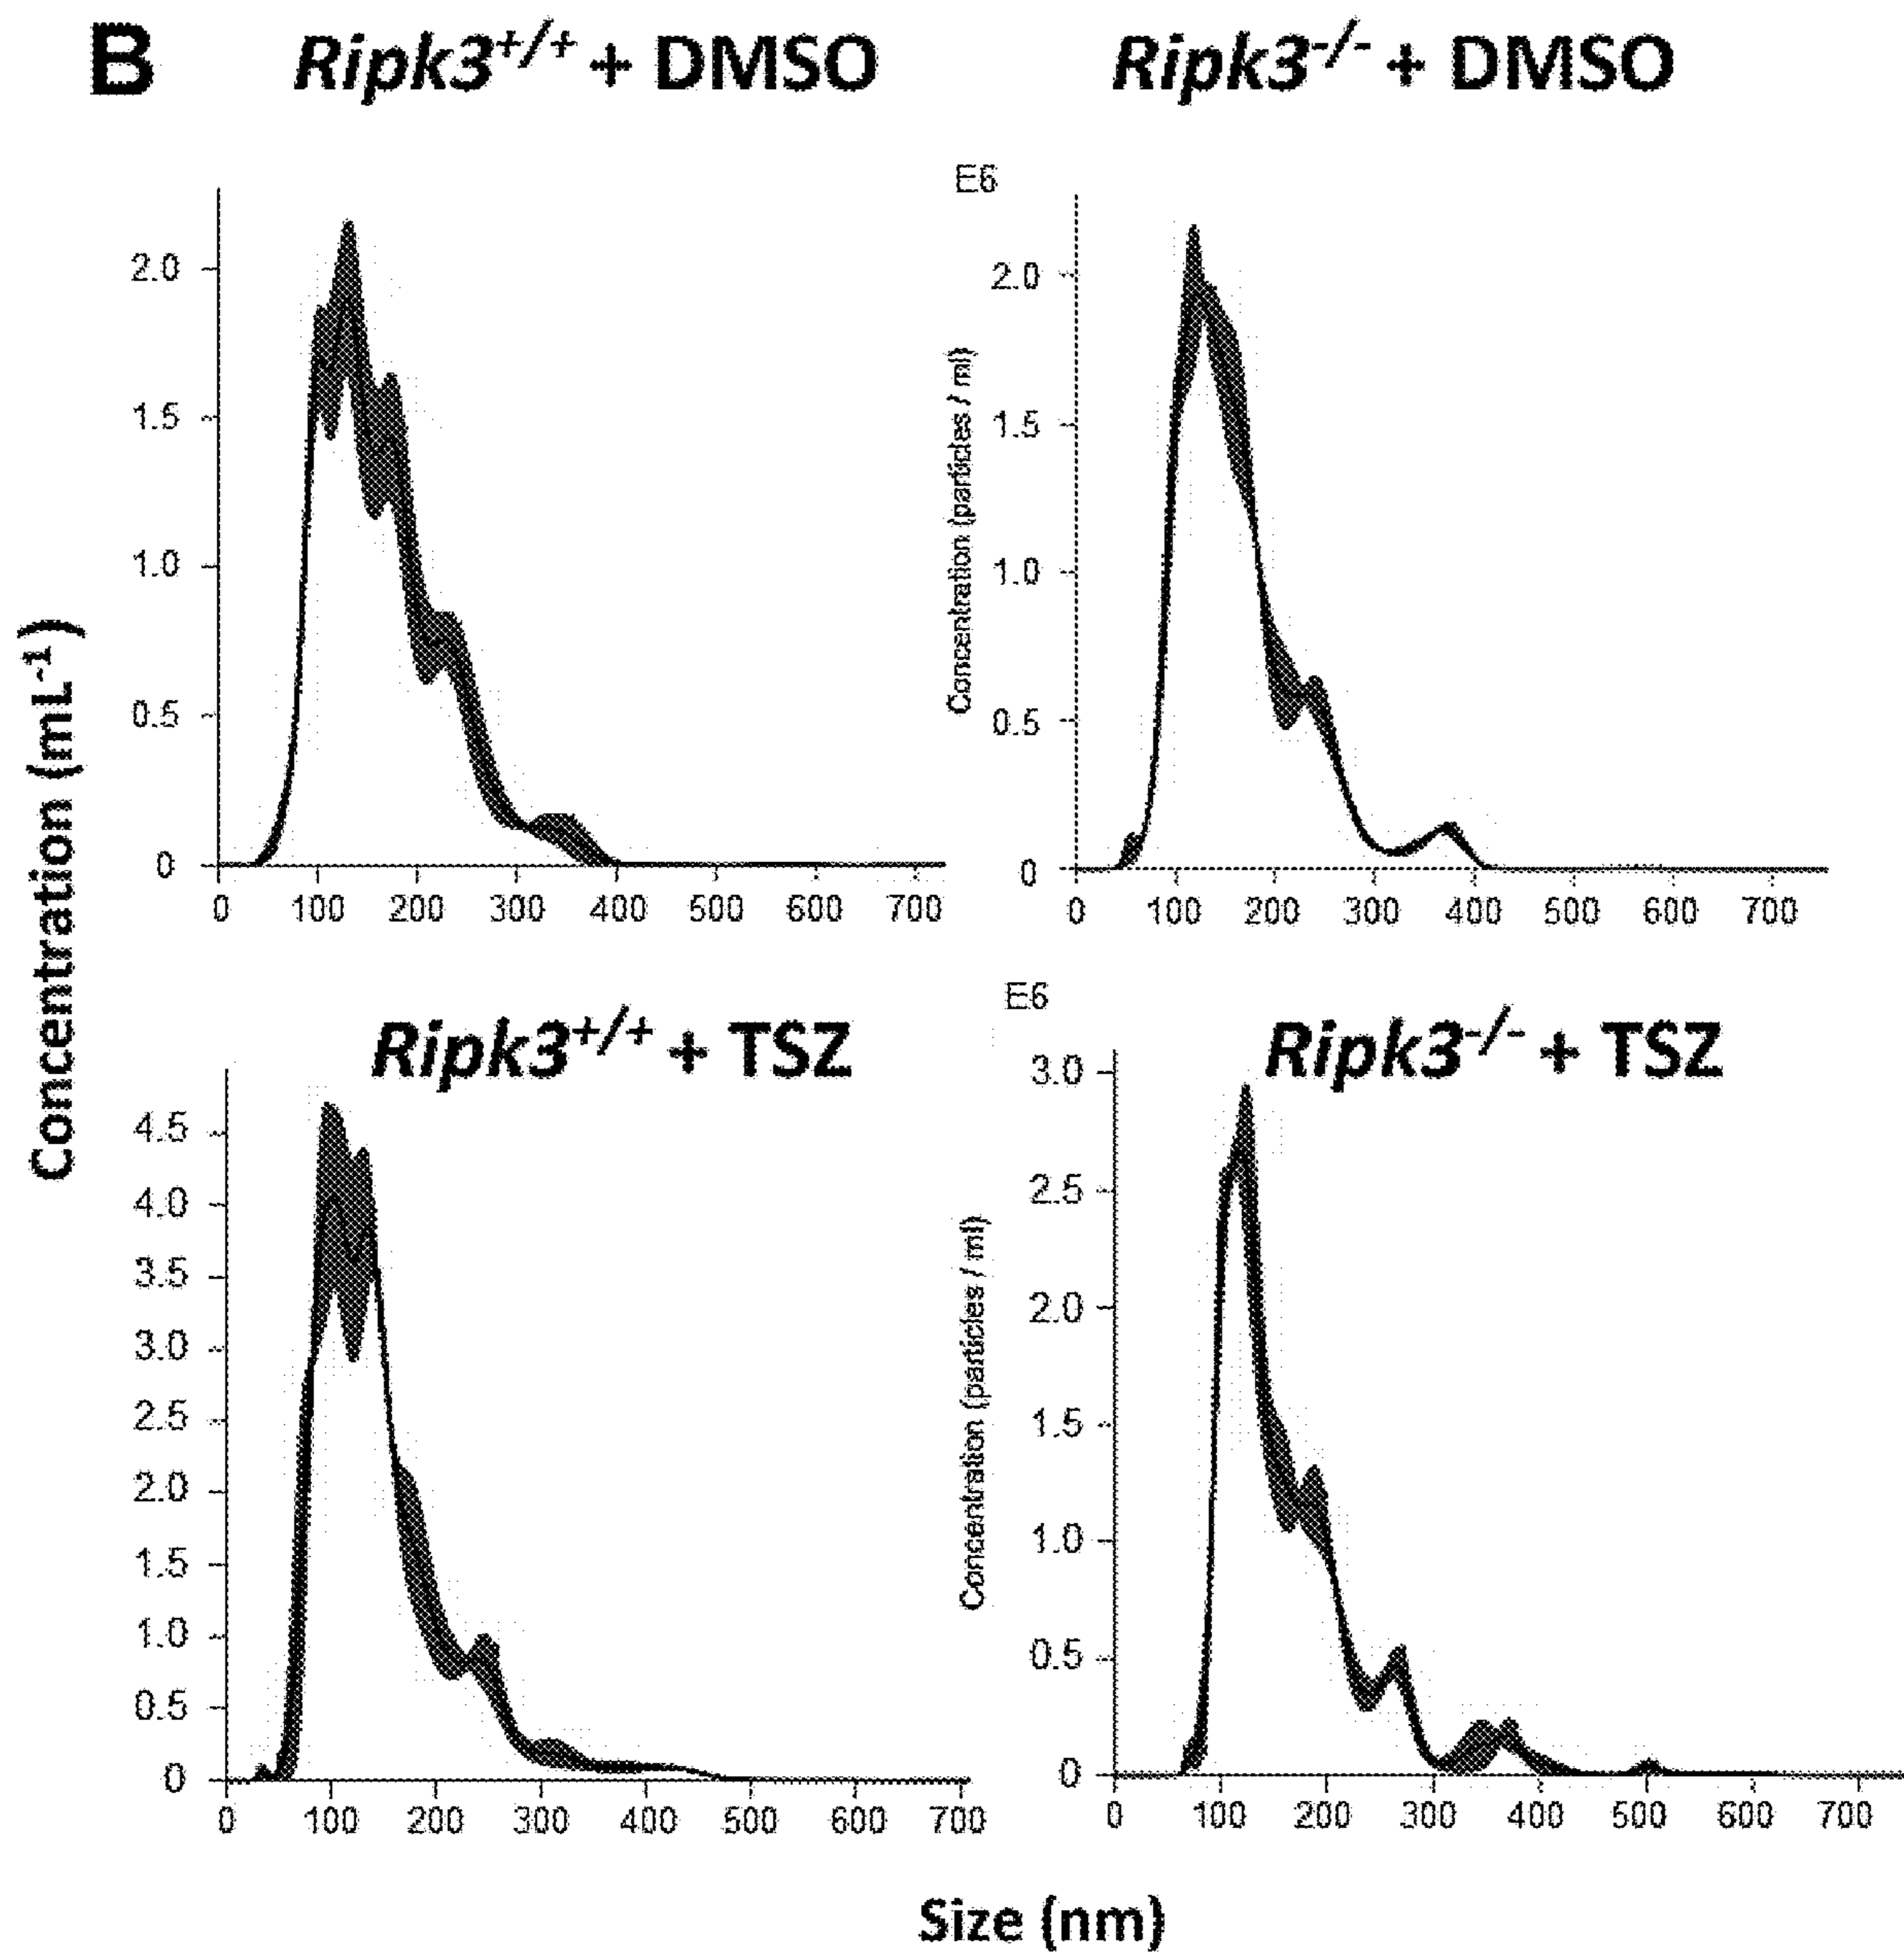 B
Ripk3+/+ + DMSO
Ripk3-/- + DMSO
Concentration (mL-1)
2.0
1.5
1.0
0.5
0
0 100 200 300 400 500 600 700
E6
Concentration (particles / ml)
2.0
1.5
1.0
0.5
0
0 100 200 300 400 500 600 700
Ripk3+/+ + TSZ
4.5
4.0
3.5
3.0
2.5
2.0
1.5
1.0
0.5
0
0 100 200 300 400 500 600 700
E6
Ripk3-/- + TSZ
Concentration (particles / ml)
3.0
2.5
2.0
1.5
1.0
0.5
0
0 100 200 300 400 500 600 700
Size (nm)